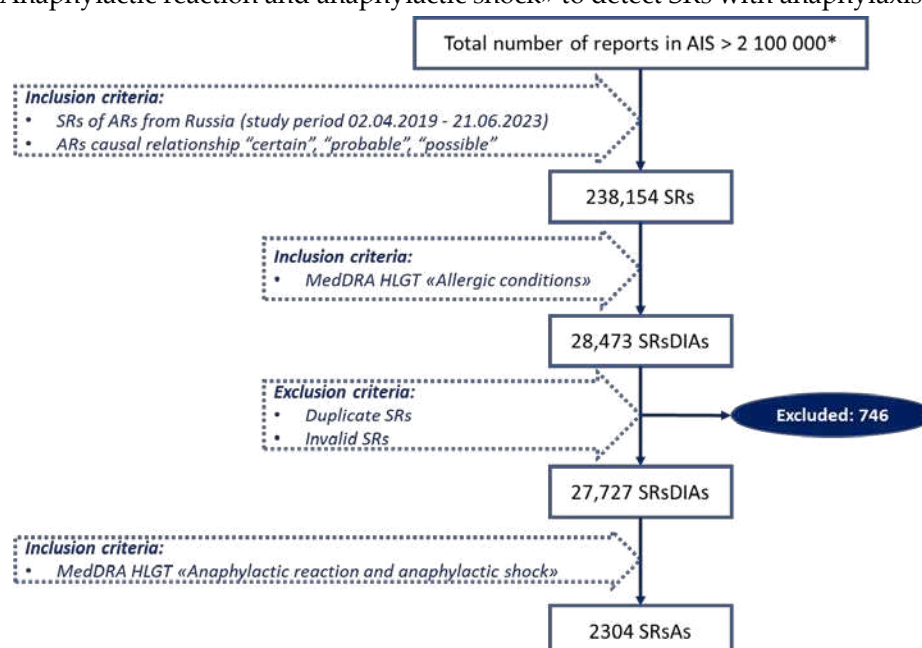 Anaphylactic reaction and anaphylactic shock» to detect SRs with anaphylaxis
Total number of reports in AIS > 2 100 000*
Inclusion criteria:
• SRs of ARs from Russia (study period 02.04.2019 - 21.06.2023)
• ARs causal relationship “certain”, “probable”, “possible”
238,154 SRs
Inclusion criteria:
• MedDRA HLGT «Allergic conditions»
28,473 SRsDIAs
Exclusion criteria:
• Duplicate SRs
• Invalid SRs
Excluded: 746
27,727 SRsDIAs
Inclusion criteria:
• MedDRA HLGT «Anaphylactic reaction and anaphylactic shock»
2304 SRsAs